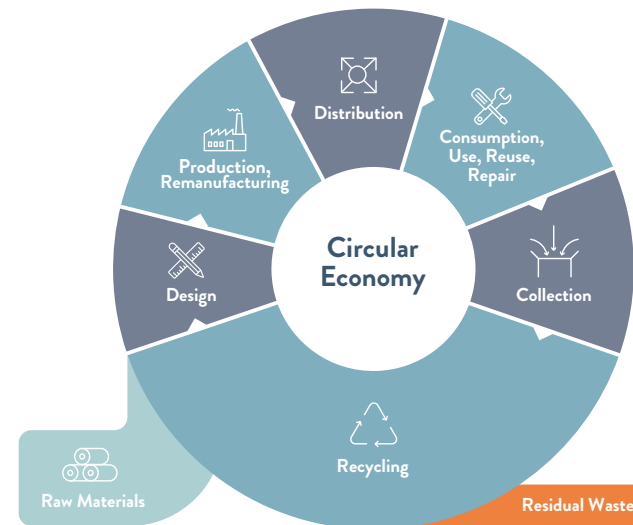 Distribution
Consumption,
Use, Reuse,
Repair
Production,
Remanufacturing
Circular
Economy
Design
Collection
Recycling
Raw Materials
Residual Waste